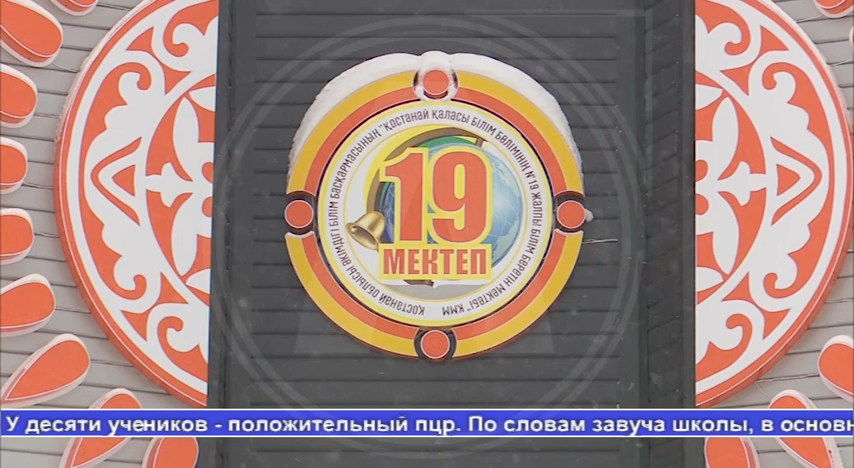 ҚОСТАНАЙ ОБЛЫСЫ ӘКІМДІГІ БІЛІМ БАСҚАРМАСЫНЫҢ "ҚОСТАНАЙ ҚАЛАСЫ БІЛІМ БӨЛІМІНІҢ №19 ЖАЛПЫ БІЛІМ БЕРЕТІН МЕКТЕБІ" КММ
19
МЕКТЕП
У десяти учеников - положительный пцр. По словам завуча школы, в основн